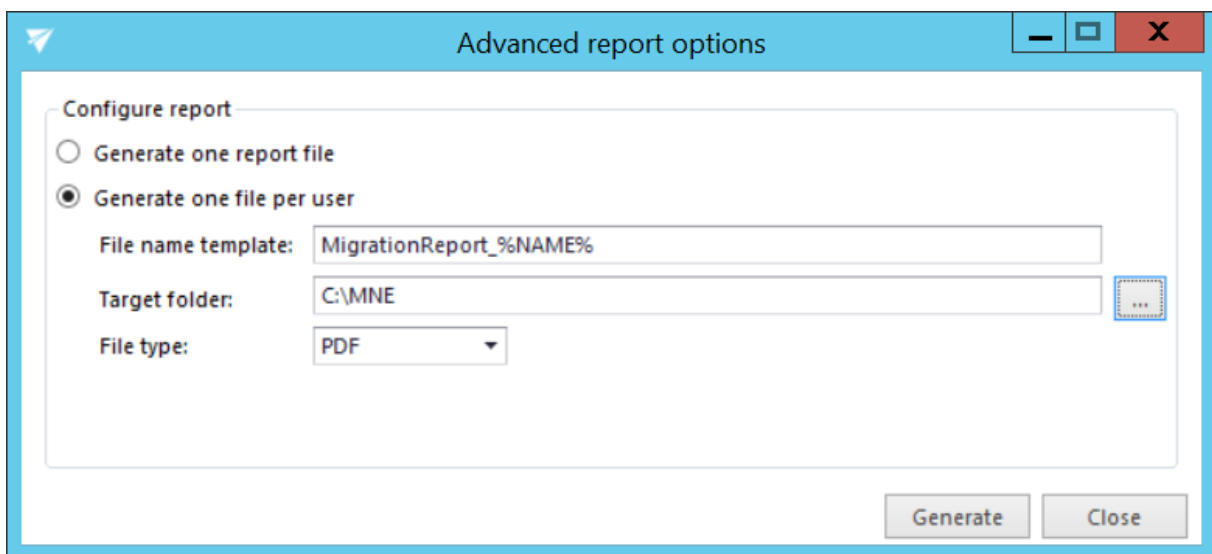 Advanced report options
Configure report
Generate one report file
Generate one file per user
File name template: MigrationReport_%NAME%
Target folder: C:\MNE ...
File type: PDF
Generate Close